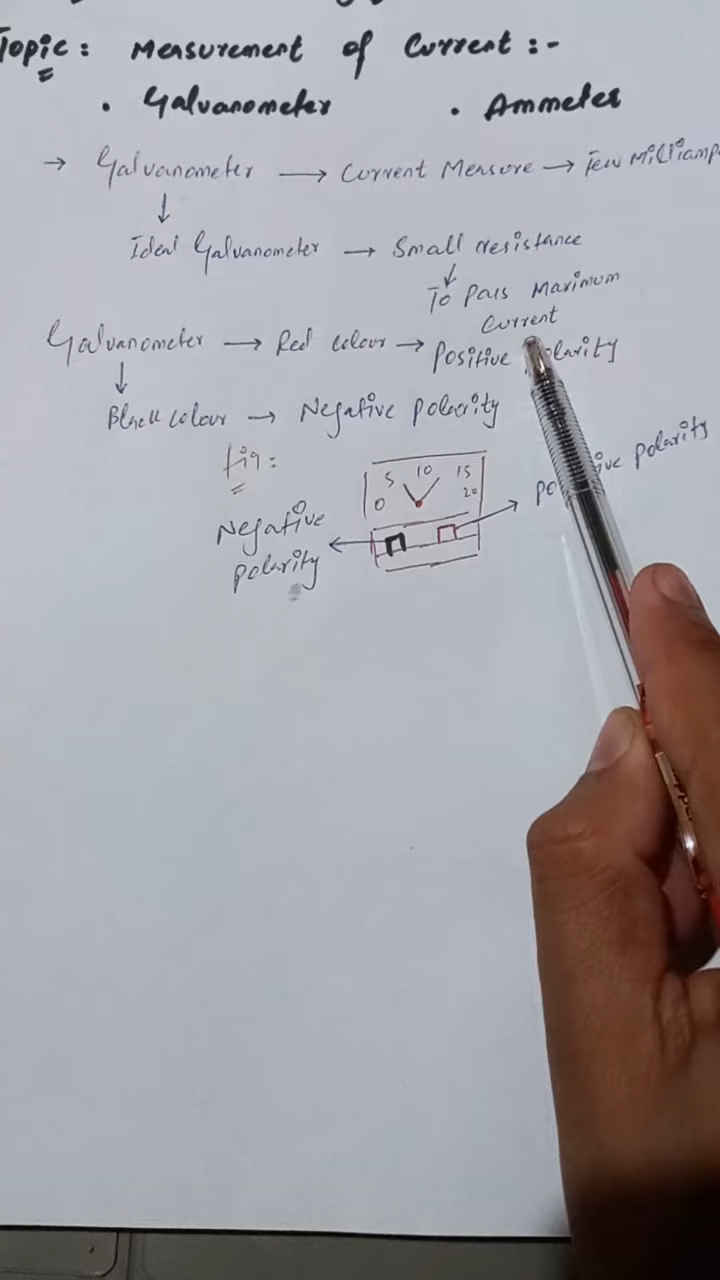 Topic: Measurement of Current:-
. Galvanometer . Ammeter
→ Galvanometer → Current Measure → Few Milliamp
↓
Ideal Galvanometer → Small resistance
↓
To Pass Maximum
Current
Galvanometer → Red colour → Positive polarity
↓
Black colour → Negative polarity
fig:
0 5 10 15 20
Negative
polarity
polarity